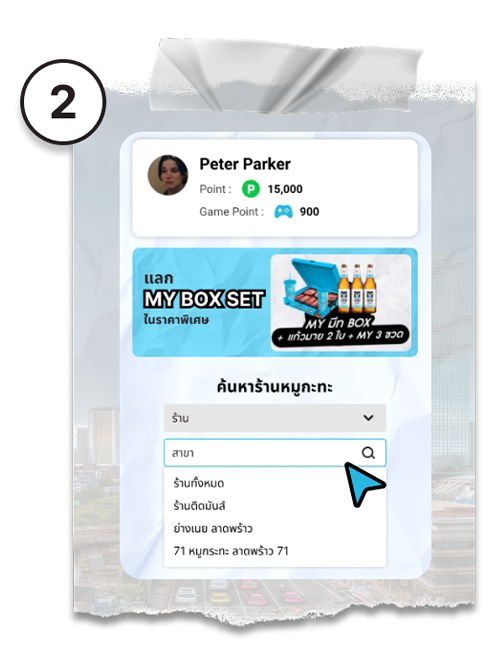 2
Peter Parker
Point : P 15,000
Game Point : 900
แลก
MY BOX SET
ในราคาพิเศษ
MY มีท BOX
+ แก้วมาย 2 ใบ + MY 3 ขวด
ค้นหาร้านหมูกะทะ
ร้าน
สาขา
ร้านทั้งหมด
ร้านติดมันส์
ย่างเนย ลาดพร้าว
71 หมูกระทะ ลาดพร้าว 71